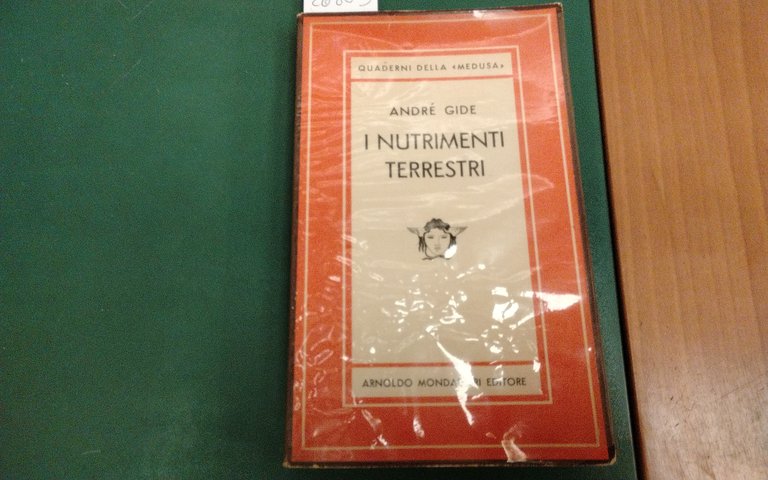 QUADERNI DELLA «MEDUSA»
ANDRÉ GIDE
I NUTRIMENTI
TERRESTRI
ARNOLDO MONDADORI EDITORE